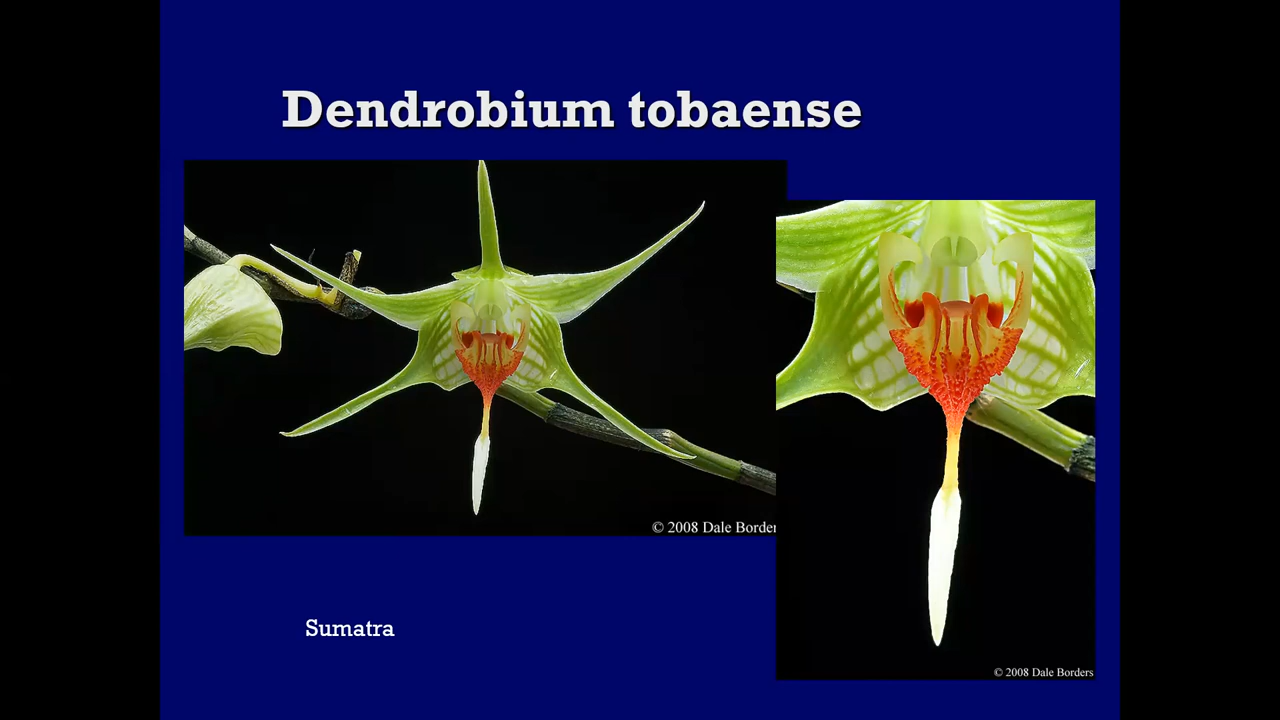 Dendrobium tobaense
© 2008 Dale Border
Sumatra
© 2008 Dale Borders